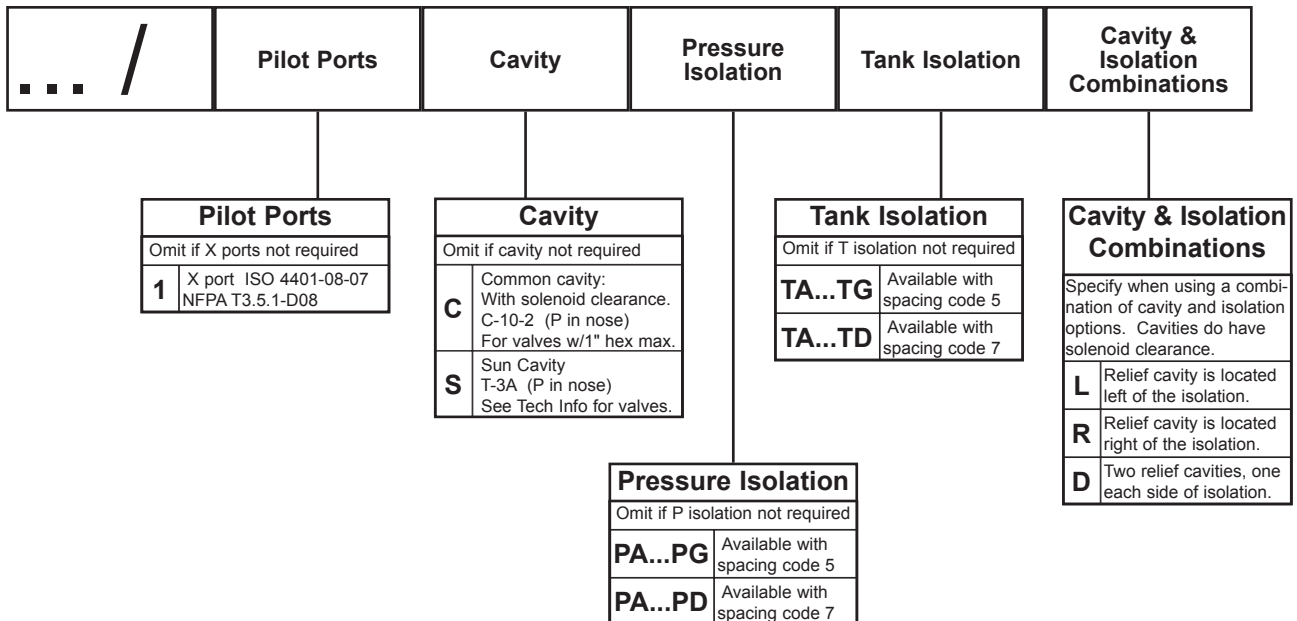 ... /
Pilot Ports
Cavity
Pressure
Isolation
Tank Isolation
Cavity &
Isolation
Combinations
Pilot Ports
Omit if X ports not required
1
X port ISO 4401-08-07
NFPA T3.5.1-D08
Cavity
Omit if cavity not required
C
Common cavity:
With solenoid clearance.
C-10-2 (P in nose)
For valves w/1" hex max.
S
Sun Cavity
T-3A (P in nose)
See Tech Info for valves.
Pressure Isolation
Omit if P isolation not required
PA...PG
Available with
spacing code 5
PA...PD
Available with
spacing code 7
Tank Isolation
Omit if T isolation not required
TA...TG
Available with
spacing code 5
TA...TD
Available with
spacing code 7
Cavity & Isolation
Combinations
Specify when using a combi-
nation of cavity and isolation
options. Cavities do have
solenoid clearance.
L
Relief cavity is located
left of the isolation.
R
Relief cavity is located
right of the isolation.
D
Two relief cavities, one
each side of isolation.